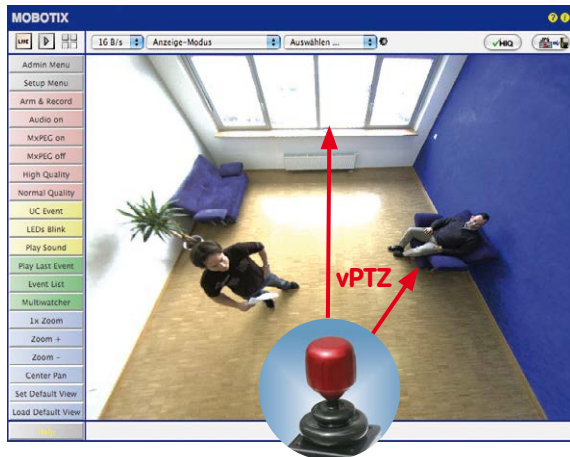 MOBOTIX
LIVE
16 B/s
Anzeige-Modus
Auswählen ...
HIQ
Admin Menu
Setup Menu
Arm & Record
Audio on
MxPEG on
MxPEG off
High Quality
Normal Quality
UC Event
LEDs Blink
Play Sound
Play Last Event
Event List
Multiwatcher
1x Zoom
Zoom +
Zoom -
Center Pan
Set Default View
Load Default View
vPTZ